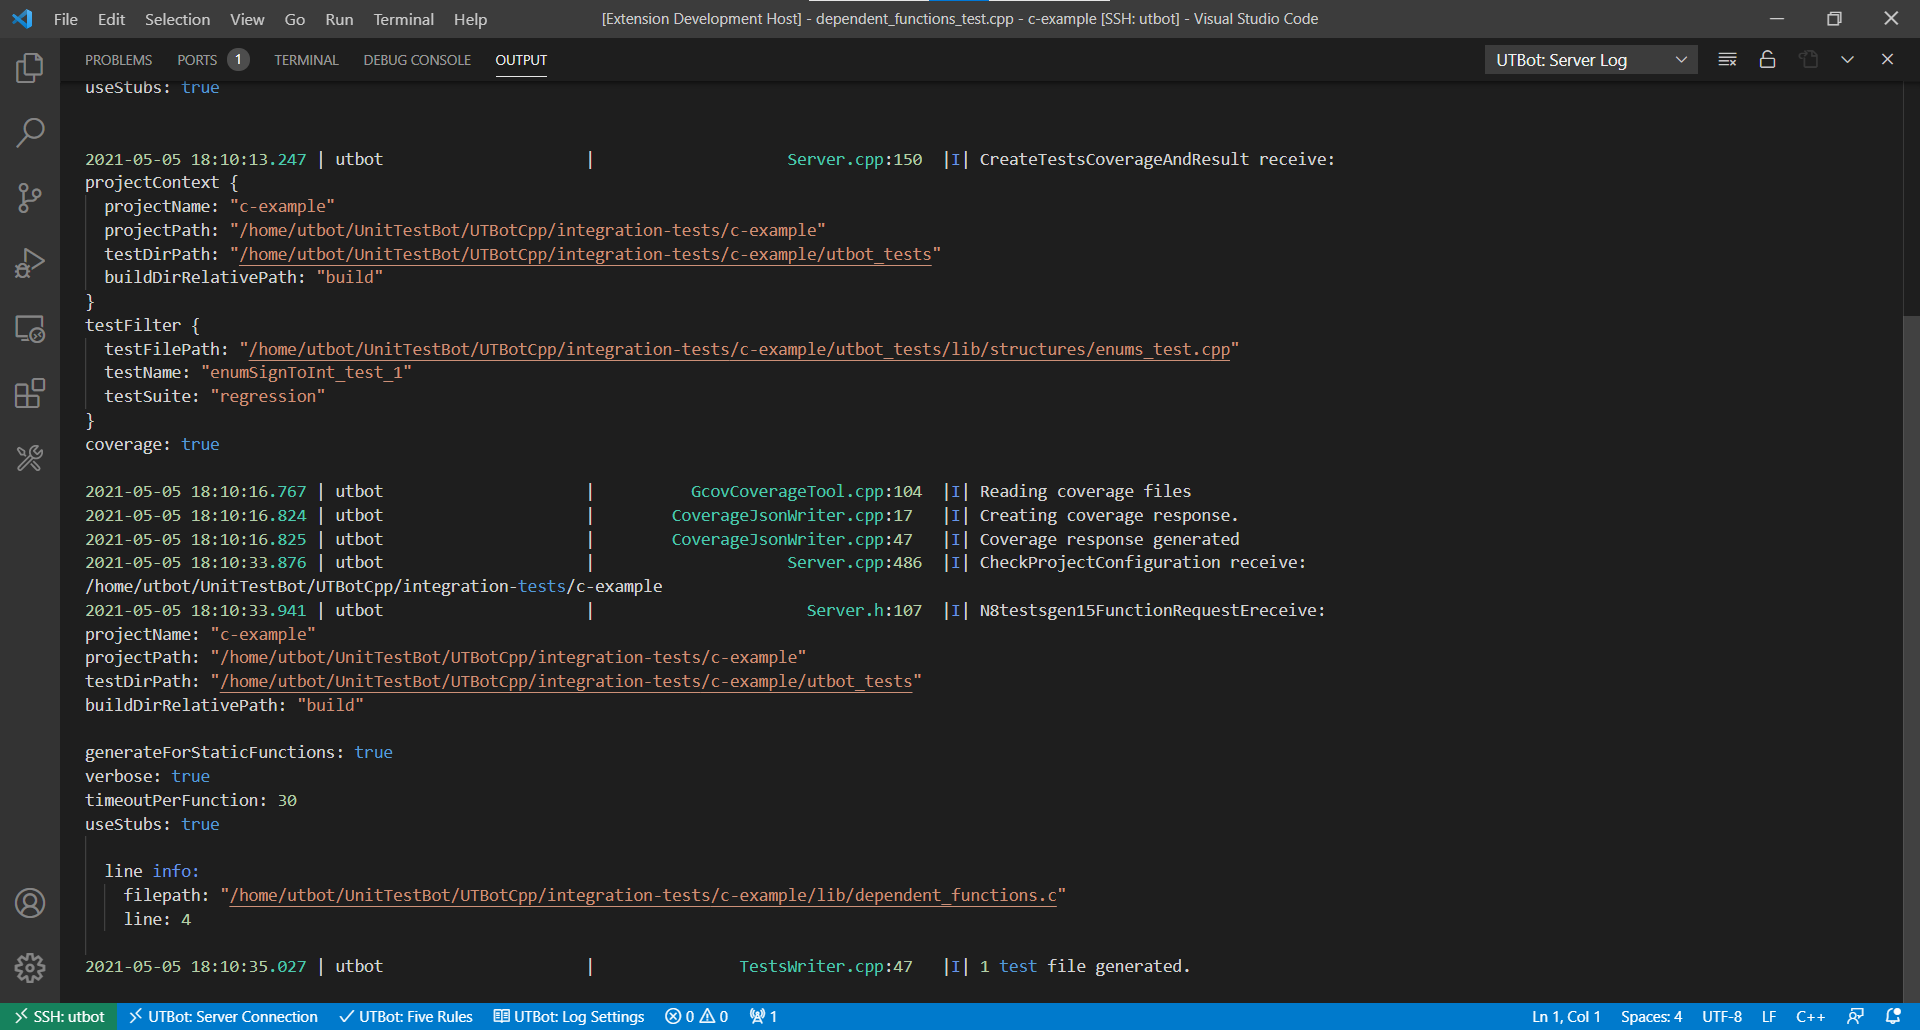 File Edit Selection View Go Run Terminal Help [Extension Development Host] - dependent_functions_test.cpp - c-example [SSH: utbot] - Visual Studio Code
PROBLEMS PORTS 1 TERMINAL DEBUG CONSOLE OUTPUT UTBot: Server Log
useStubs: true
2021-05-05 18:10:13.247 | utbot | Server.cpp:150 |I| CreateTestsCoverageAndResult receive:
projectContext {
projectName: "c-example"
projectPath: "/home/utbot/UnitTestBot/UTBotCpp/integration-tests/c-example"
testDirPath: "/home/utbot/UnitTestBot/UTBotCpp/integration-tests/c-example/utbot_tests"
buildDirRelativePath: "build"
}
testFilter {
testFilePath: "/home/utbot/UnitTestBot/UTBotCpp/integration-tests/c-example/utbot_tests/lib/structures/enums_test.cpp"
testName: "enumSignToInt_test_1"
testSuite: "regression"
}
coverage: true
2021-05-05 18:10:16.767 | utbot | GcovCoverageTool.cpp:104 |I| Reading coverage files
2021-05-05 18:10:16.824 | utbot | CoverageJsonWriter.cpp:17 |I| Creating coverage response.
2021-05-05 18:10:16.825 | utbot | CoverageJsonWriter.cpp:47 |I| Coverage response generated
2021-05-05 18:10:33.876 | utbot | Server.cpp:486 |I| CheckProjectConfiguration receive:
/home/utbot/UnitTestBot/UTBotCpp/integration-tests/c-example
2021-05-05 18:10:33.941 | utbot | Server.h:107 |I| N8testsgen15FunctionRequestEreceive:
projectName: "c-example"
projectPath: "/home/utbot/UnitTestBot/UTBotCpp/integration-tests/c-example"
testDirPath: "/home/utbot/UnitTestBot/UTBotCpp/integration-tests/c-example/utbot_tests"
buildDirRelativePath: "build"
generateForStaticFunctions: true
verbose: true
timeoutPerFunction: 30
useStubs: true
line info:
filepath: "/home/utbot/UnitTestBot/UTBotCpp/integration-tests/c-example/lib/dependent_functions.c"
line: 4
2021-05-05 18:10:35.027 | utbot | TestsWriter.cpp:47 |I| 1 test file generated.
SSH: utbot UTBot: Server Connection UTBot: Five Rules UTBot: Log Settings 0 0 1 Ln 1, Col 1 Spaces: 4 UTF-8 LF C++